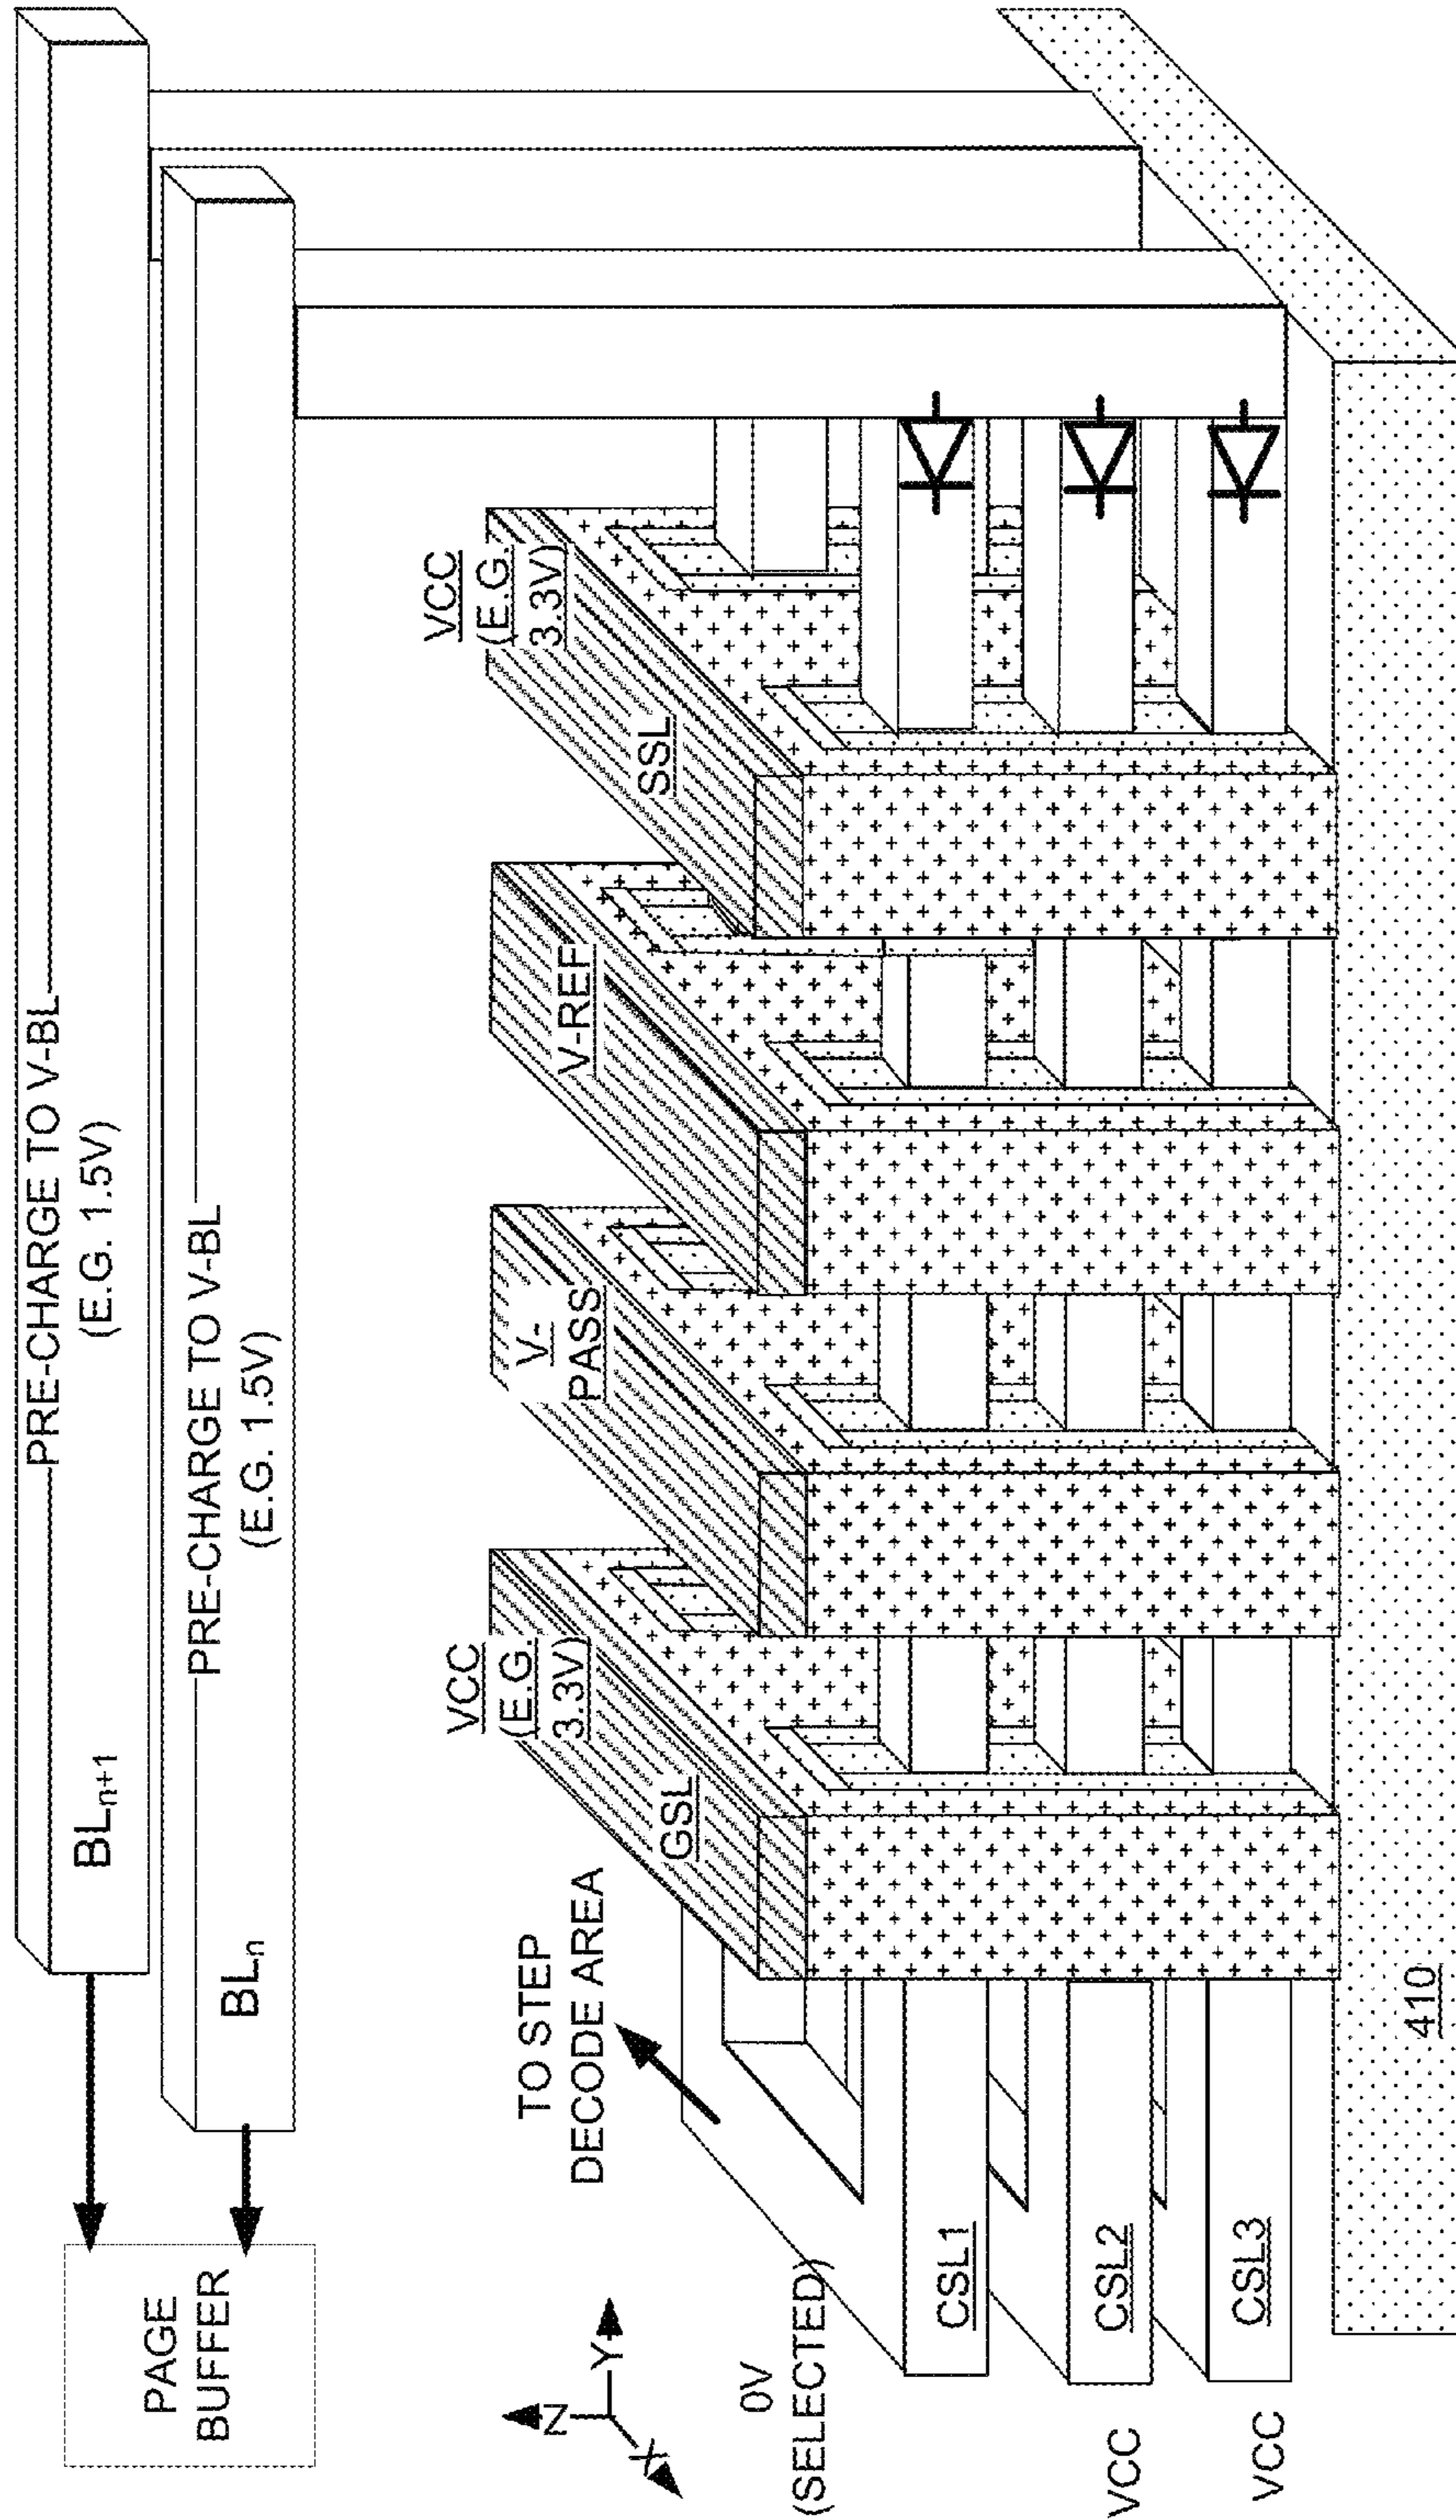 PRE-CHARGE TO V-BL
(E.G. 1.5V)
BLn+1
PRE-CHARGE TO V-BL
(E.G. 1.5V)
BLn
PAGE
BUFFER
VCC
(E.G.
3.3V)
SSL
V-REF
V-
PASS
VCC
(E.G.
3.3V)
GSL
TO STEP
DECODE AREA
Z
Y
X
0V
(SELECTED)
CSL1
VCC
CSL2
VCC
CSL3
410